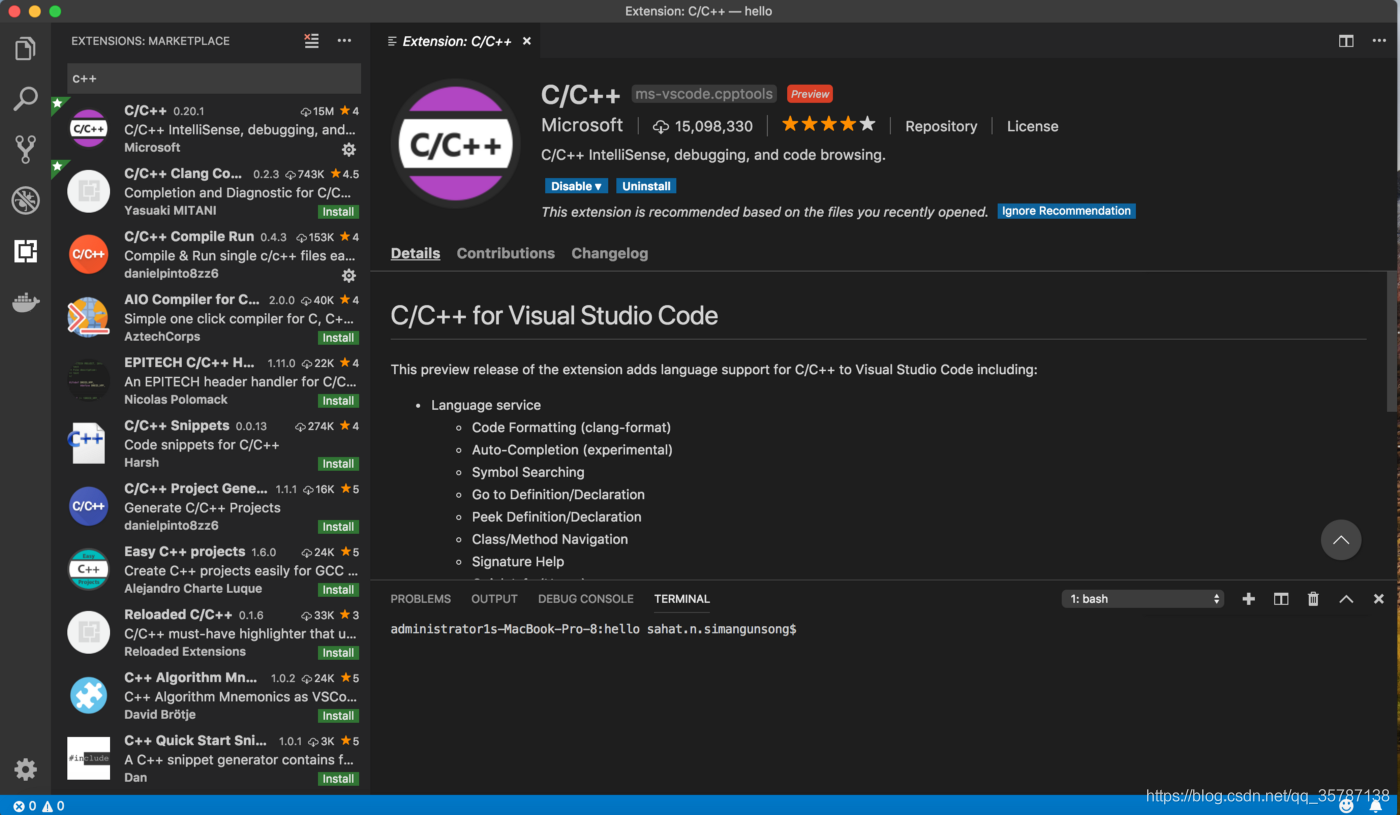 Extension: C/C++ — hello
EXTENSIONS: MARKETPLACE
c++
C/C++ 0.20.1 15M ★4
C/C++ IntelliSense, debugging, and...
Microsoft
C/C++ Clang Co... 0.2.3 743K ★4.5
Completion and Diagnostic for C/C...
Yasuaki MITANI Install
C/C++
C/C++ Compile Run 0.4.3 153K ★4
Compile & Run single c/c++ files ea...
danielpinto8zz6
C/C++
AIO Compiler for C... 2.0.0 40K ★4
Simple one click compiler for C, C+...
AztechCorps Install
EPITECH C/C++ H... 1.11.0 22K ★4
An EPITECH header handler for C/C...
Nicolas Polomack Install
C++
C/C++ Snippets 0.0.13 274K ★4
Code snippets for C/C++
Harsh Install
C/C++
C/C++ Project Gene... 1.1.1 16K ★5
Generate C/C++ Projects
danielpinto8zz6 Install
Easy
C++
Projects
Easy C++ projects 1.6.0 24K ★5
Create C++ projects easily for GCC ...
Alejandro Charte Luque Install
Reloaded C/C++ 0.1.6 33K ★3
C/C++ must-have highlighter that u...
Reloaded Extensions Install
C++ Algorithm Mn... 1.0.2 24K ★5
C++ Algorithm Mnemonics as VSCo...
David Brötje Install
#include
C++ Quick Start Sni... 1.0.1 3K ★5
A C++ snippet generator contains f...
Dan Install
Extension: C/C++
C/C++
C/C++ ms-vscode.cpptools Preview
Microsoft | 15,098,330 | ★★★★★ | Repository | License
C/C++ IntelliSense, debugging, and code browsing.
Disable ▾ Uninstall
This extension is recommended based on the files you recently opened. Ignore Recommendation
Details Contributions Changelog
C/C++ for Visual Studio Code
This preview release of the extension adds language support for C/C++ to Visual Studio Code including:
• Language service
◦ Code Formatting (clang-format)
◦ Auto-Completion (experimental)
◦ Symbol Searching
◦ Go to Definition/Declaration
◦ Peek Definition/Declaration
◦ Class/Method Navigation
◦ Signature Help
PROBLEMS OUTPUT DEBUG CONSOLE TERMINAL 1: bash
administrator1s-MacBook-Pro-8:hello sahat.n.simangunsong$
0 0
https://blog.csdn.net/qq_35787138